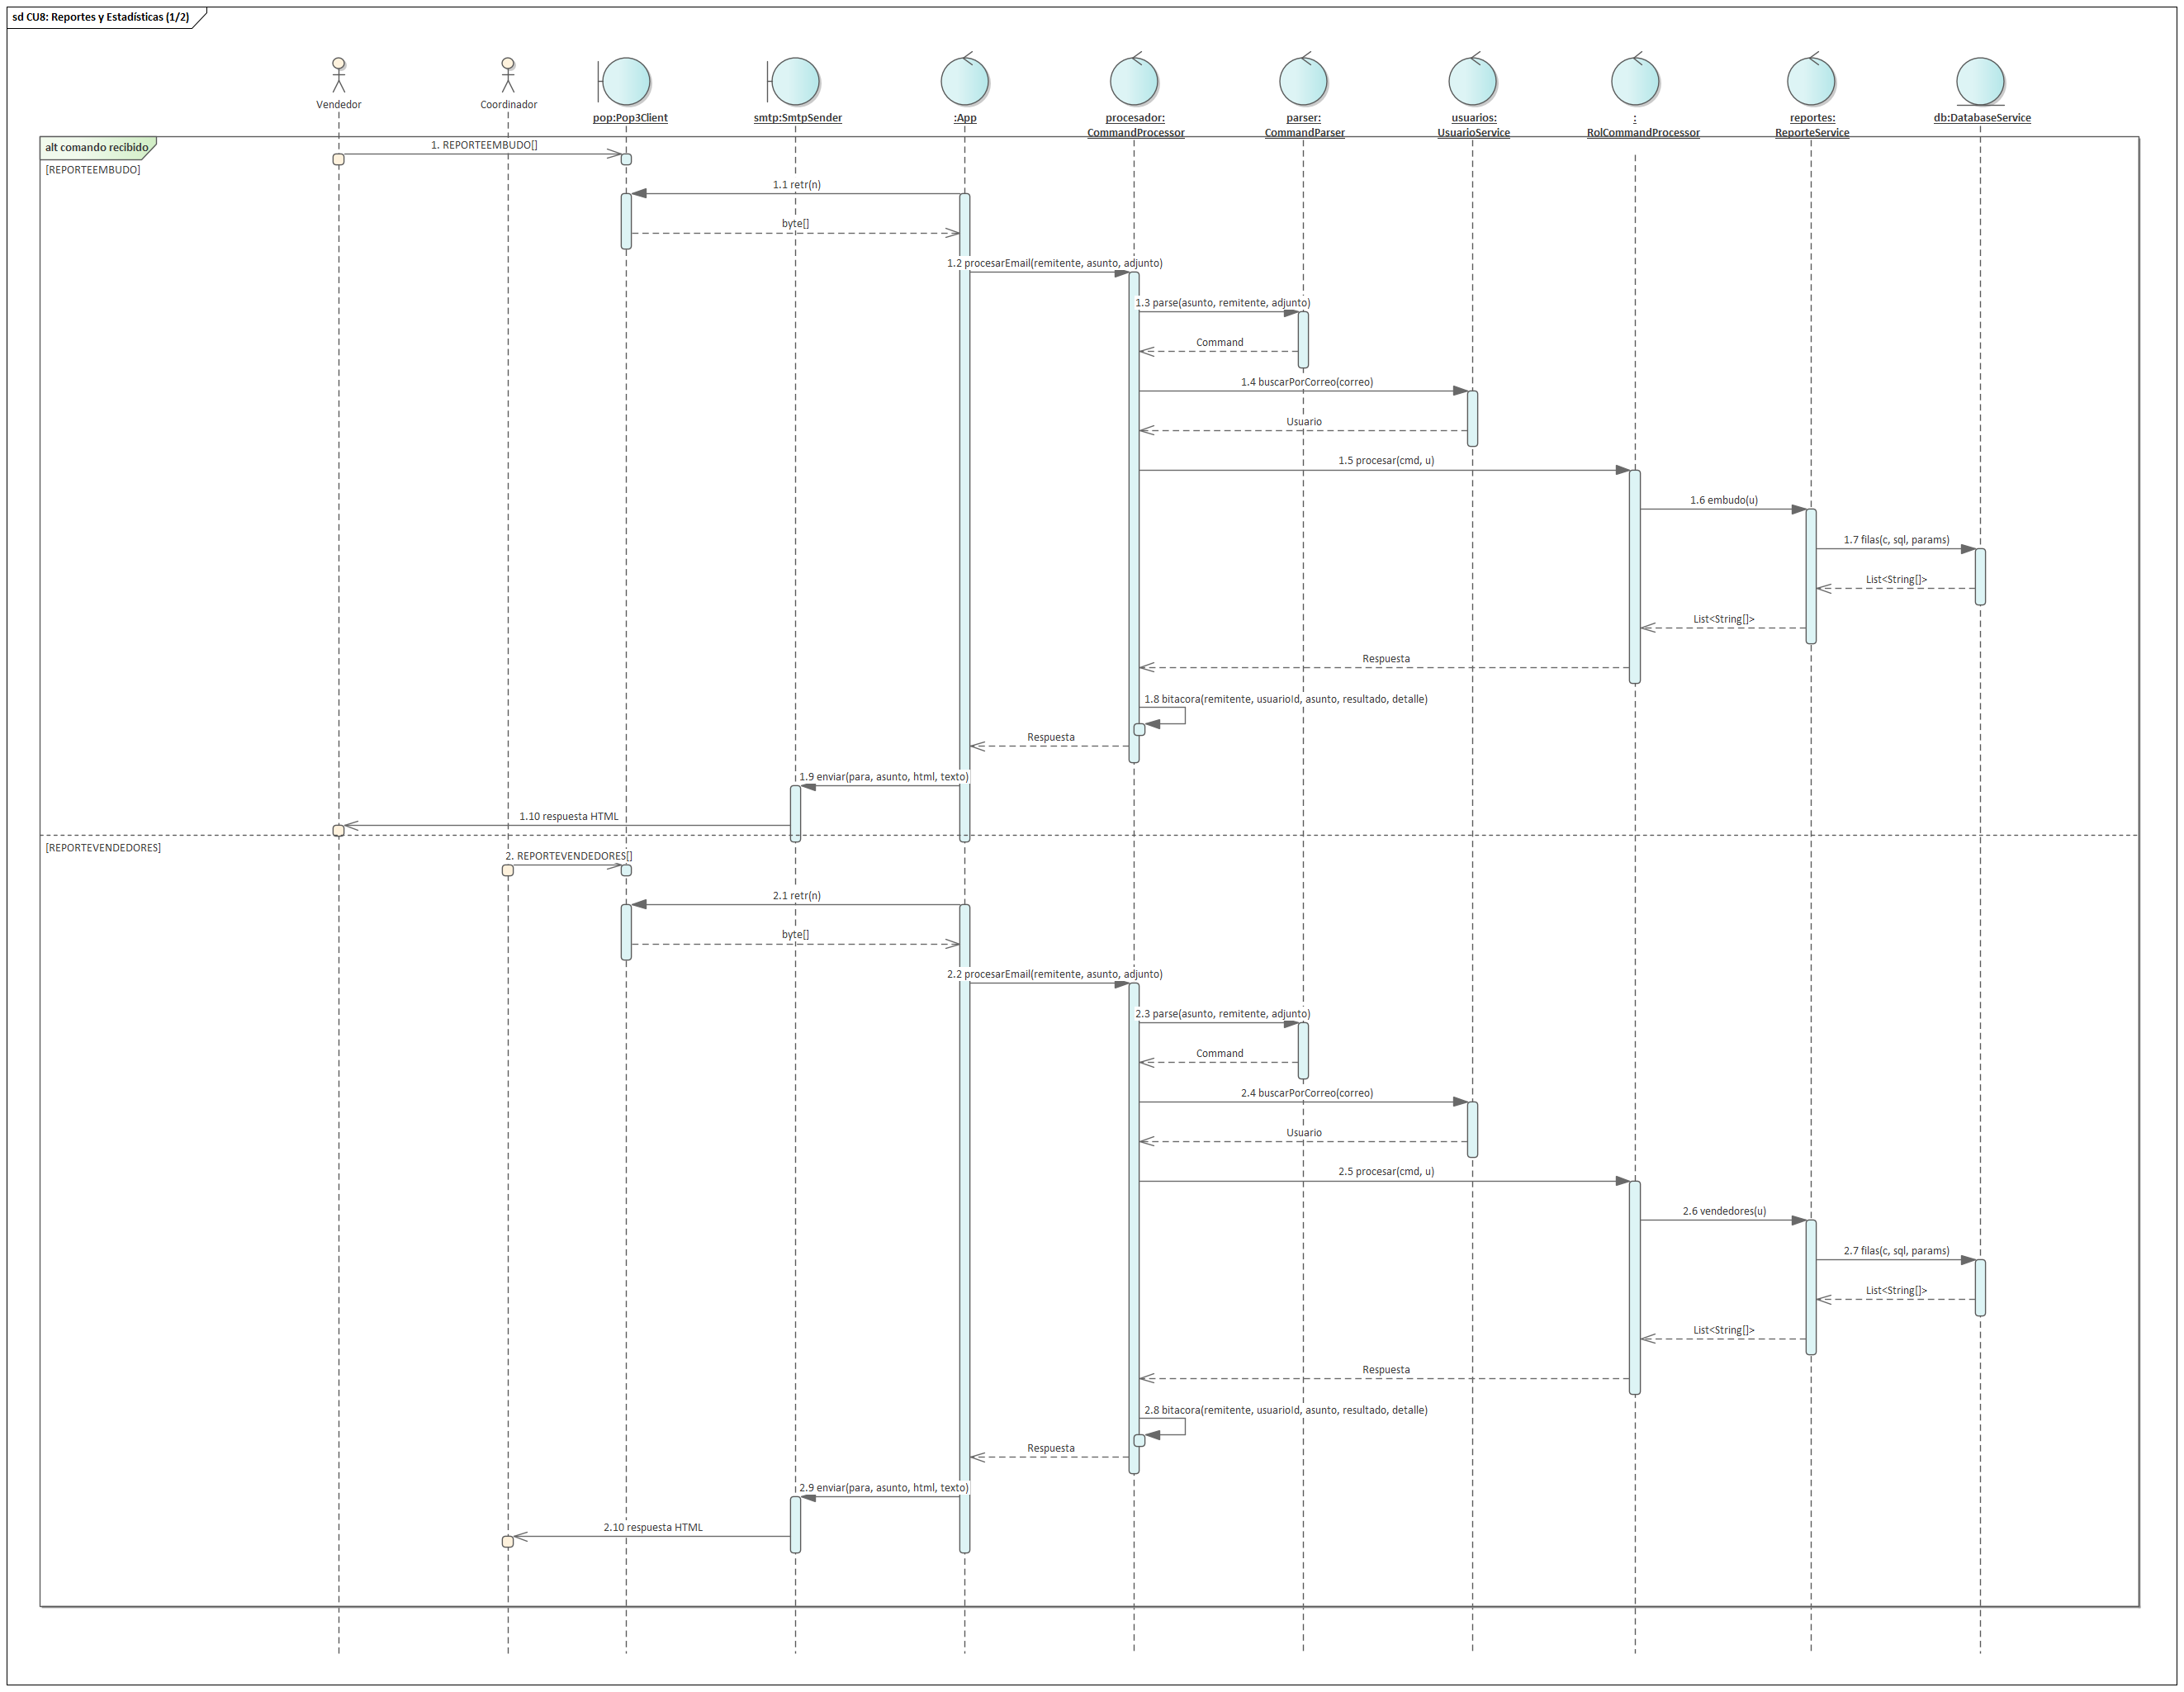 sd CU8: Reportes y Estadísticas (1/2)
Vendedor
Coordinador
pop:Pop3Client
smtp:SmtpSender
:App
procesador:
CommandProcessor
parser:
CommandParser
usuarios:
UsuarioService
:
RolCommandProcessor
reportes:
ReporteService
db:DatabaseService
alt comando recibido
[REPORTEEMBUDO]
1. REPORTEEMBUDO[]
1.1 retr(n)
byte[]
1.2 procesarEmail(remitente, asunto, adjunto)
1.3 parse(asunto, remitente, adjunto)
Command
1.4 buscarPorCorreo(correo)
Usuario
1.5 procesar(cmd, u)
1.6 embudo(u)
1.7 filas(c, sql, params)
List<String[]>
List<String[]>
Respuesta
1.8 bitacora(remitente, usuarioId, asunto, resultado, detalle)
Respuesta
1.9 enviar(para, asunto, html, texto)
1.10 respuesta HTML
[REPORTEVENDEDORES]
2. REPORTEVENDEDORES[]
2.1 retr(n)
byte[]
2.2 procesarEmail(remitente, asunto, adjunto)
2.3 parse(asunto, remitente, adjunto)
Command
2.4 buscarPorCorreo(correo)
Usuario
2.5 procesar(cmd, u)
2.6 vendedores(u)
2.7 filas(c, sql, params)
List<String[]>
List<String[]>
Respuesta
2.8 bitacora(remitente, usuarioId, asunto, resultado, detalle)
Respuesta
2.9 enviar(para, asunto, html, texto)
2.10 respuesta HTML